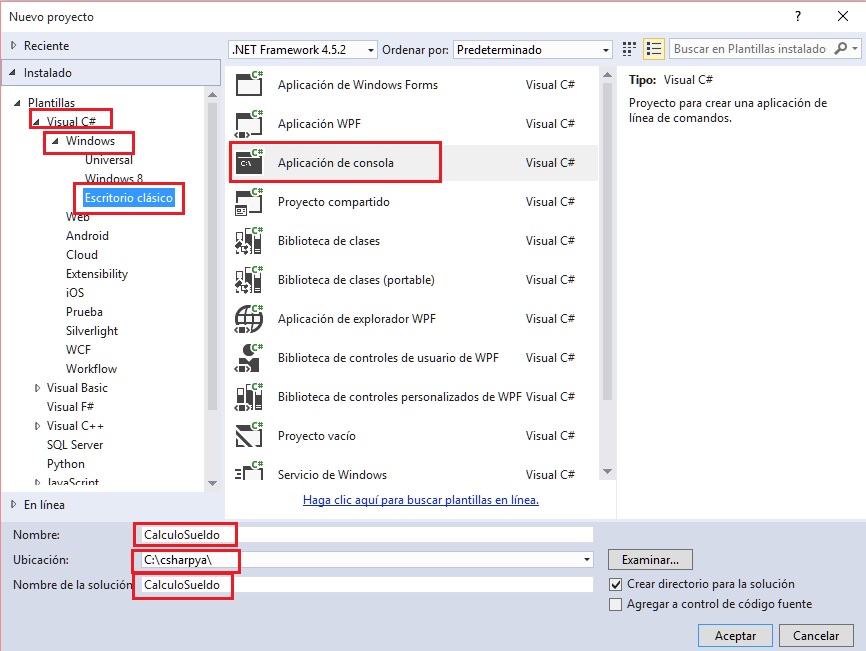 Nuevo proyecto
?
Reciente
.NET Framework 4.5.2
Ordenar por:
Predeterminado
Buscar en Plantillas instalado
Instalado
Plantillas
Visual C#
Windows
Universal
Windows 8
Escritorio clásico
Web
Android
Cloud
Extensibility
iOS
Prueba
Silverlight
WCF
Workflow
Visual Basic
Visual F#
Visual C++
SQL Server
Python
JavaScript
En línea
Aplicación de Windows Forms Visual C#
Aplicación WPF Visual C#
Aplicación de consola Visual C#
Proyecto compartido Visual C#
Biblioteca de clases Visual C#
Biblioteca de clases (portable) Visual C#
Aplicación de explorador WPF Visual C#
Biblioteca de controles de usuario de WPF Visual C#
Biblioteca de controles personalizados de WPF Visual C#
Proyecto vacío Visual C#
Servicio de Windows Visual C#
Haga clic aquí para buscar plantillas en línea.
Tipo: Visual C#
Proyecto para crear una aplicación de
línea de comandos.
Nombre: CalculoSueldo
Ubicación: C:\csharpya\
Examinar...
Nombre de la solución CalculoSueldo
Crear directorio para la solución
Agregar a control de código fuente
Aceptar
Cancelar